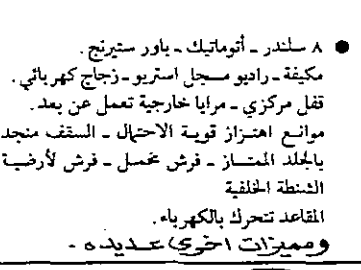 ● ٨ سلندر ـ أتوماتيك ـ باور ستيرنج .
مكيفة ـ راديو مسجل استريو ـ زجاج كهربائي .
قفل مركزي ـ مرايا خارجية تعمل عن بعد .
موانع اهتزاز قوية الاحتمال ـ السقف منجد
بالجلد الممتاز ـ فرش مخمل ـ فرش لأرضية
الشنطة الخلفية
المقاعد تتحرك بالكهرباء .
ومميزات اخرى عديده .